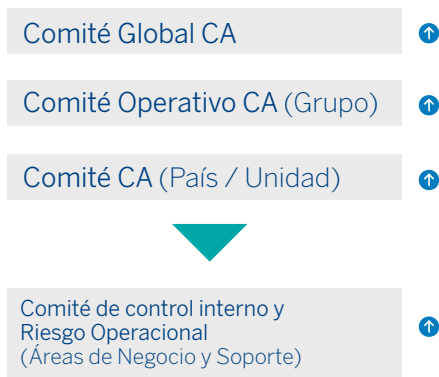 Comité Global CA
Comité Operativo CA (Grupo)
Comité CA (País / Unidad)
Comité de control interno y
Riesgo Operacional
(Áreas de Negocio y Soporte)